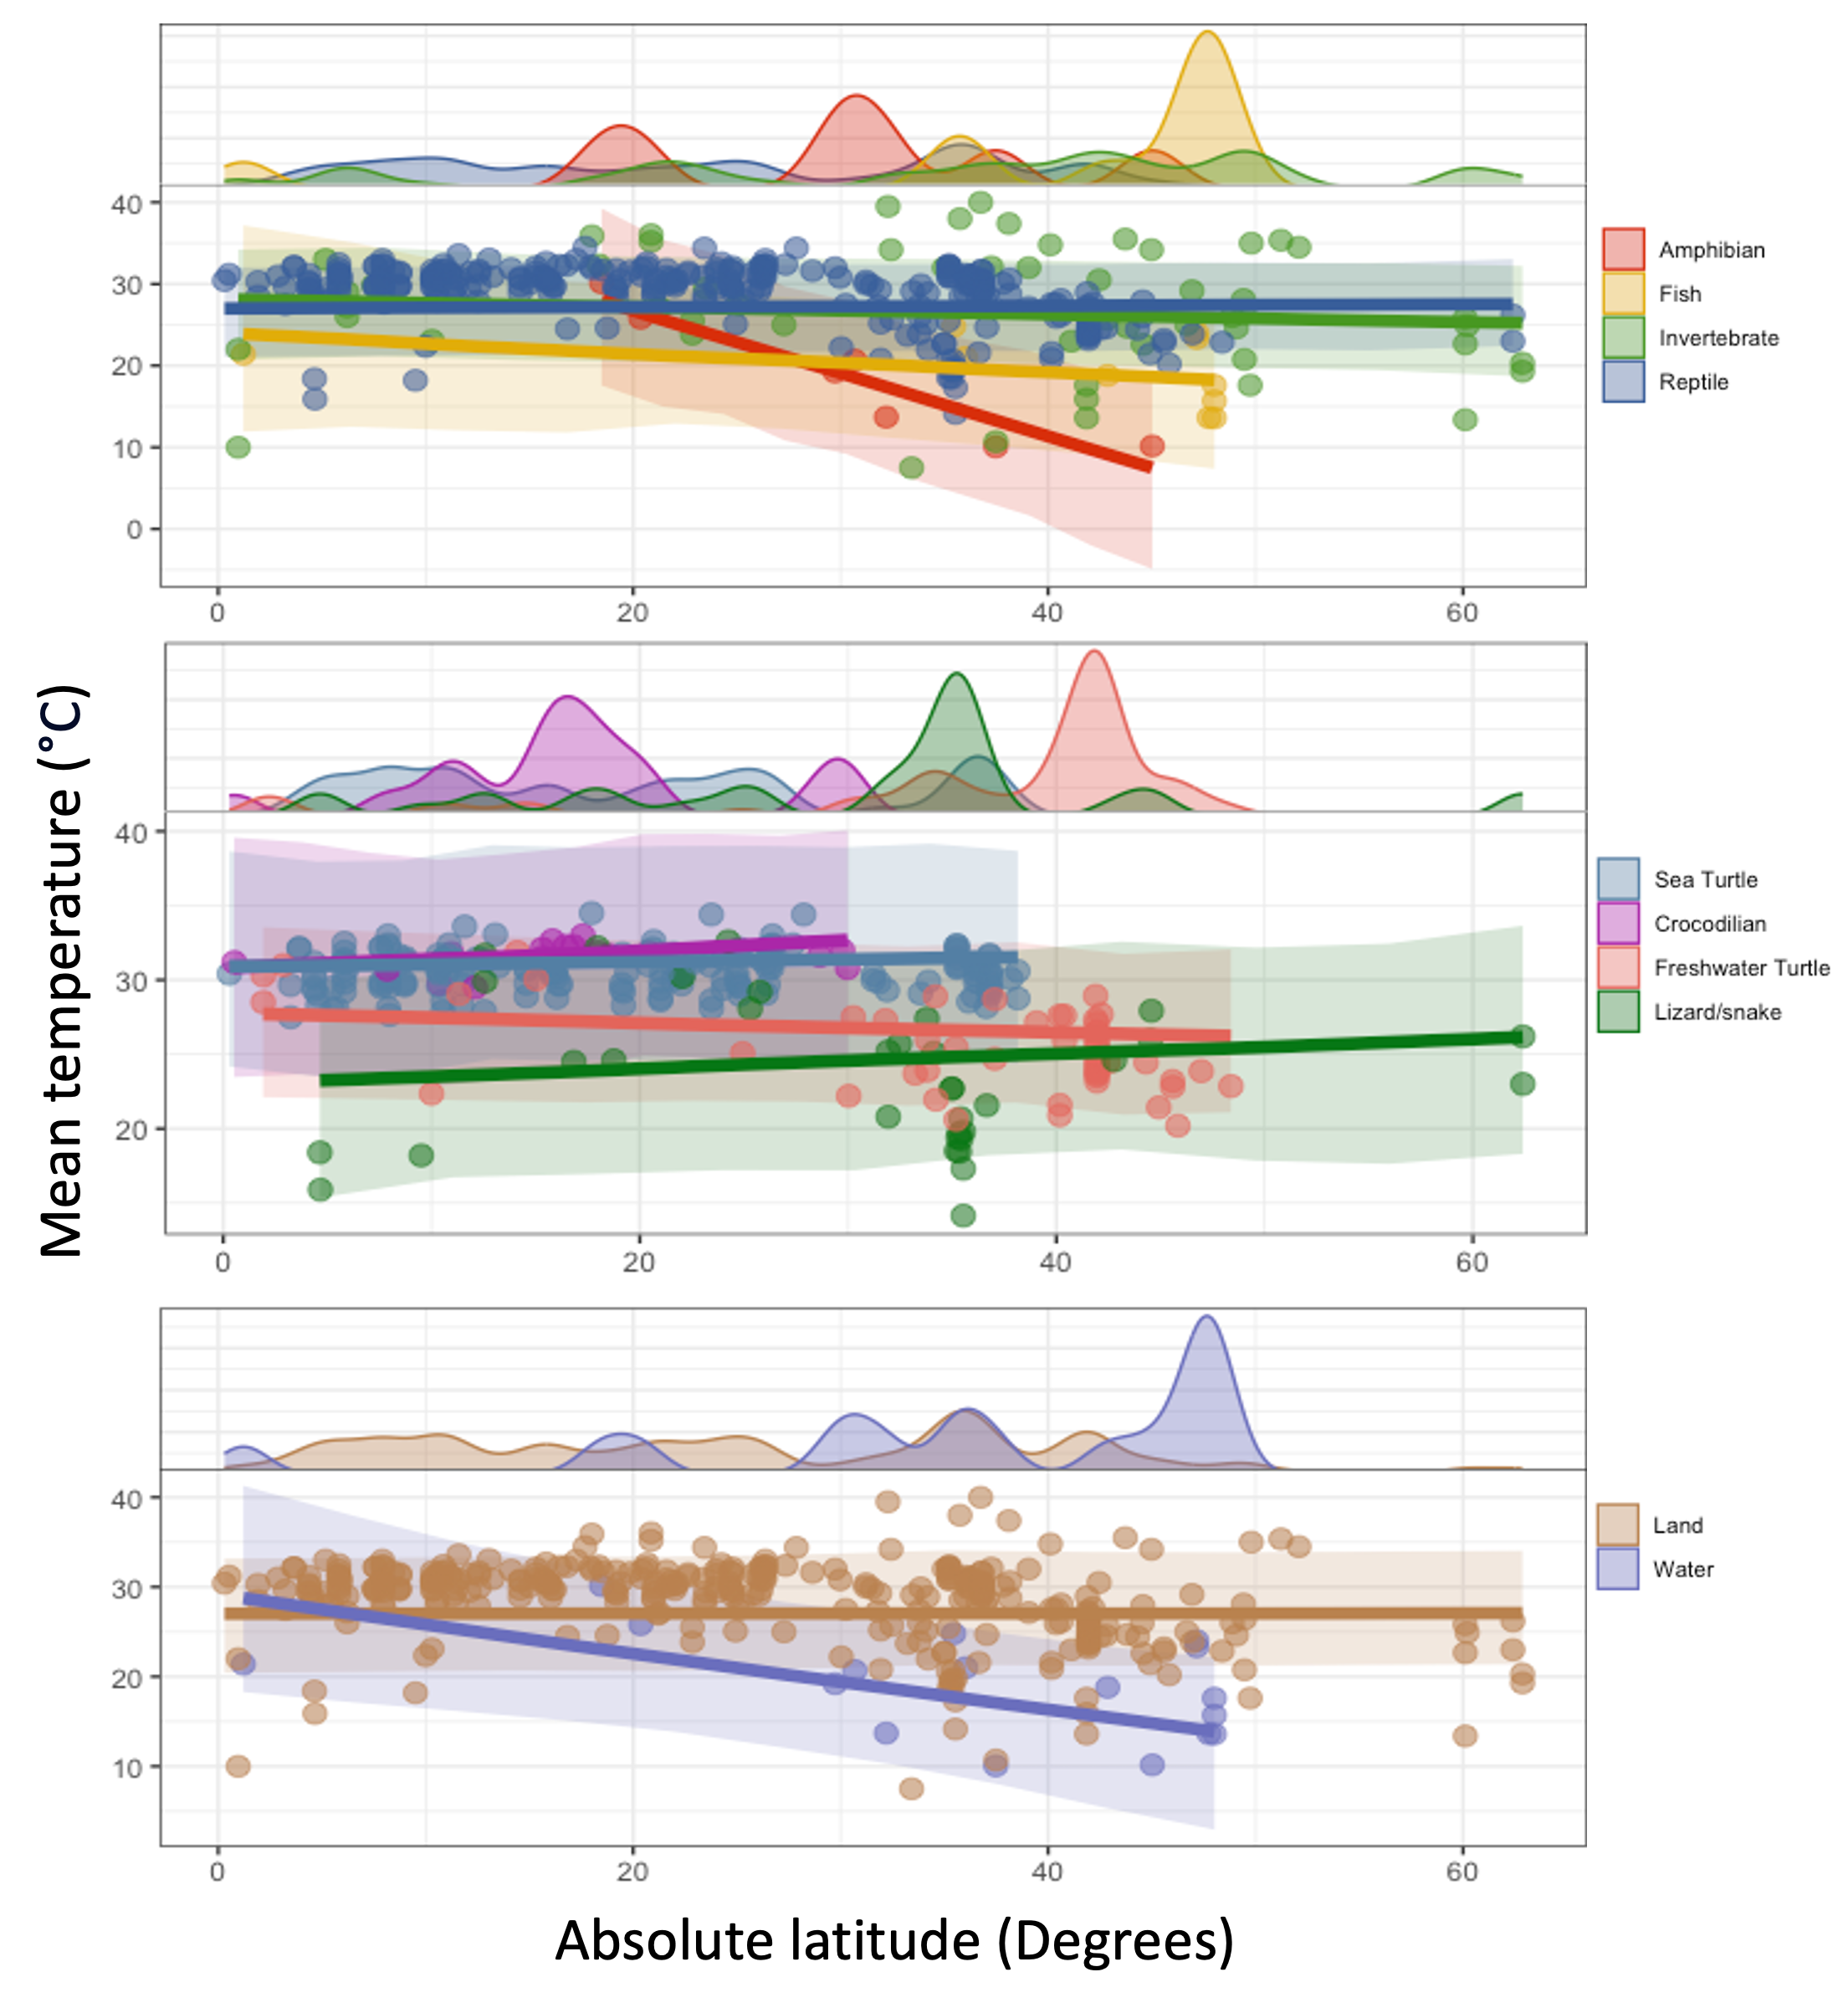 40
30
20
10
0
0 20 40 60
Amphibian
Fish
Invertebrate
Reptile
Mean temperature (°C)
40
30
20
0 20 40 60
Sea Turtle
Crocodilian
Freshwater Turtle
Lizard/snake
40
30
20
10
0 20 40 60
Land
Water
Absolute latitude (Degrees)